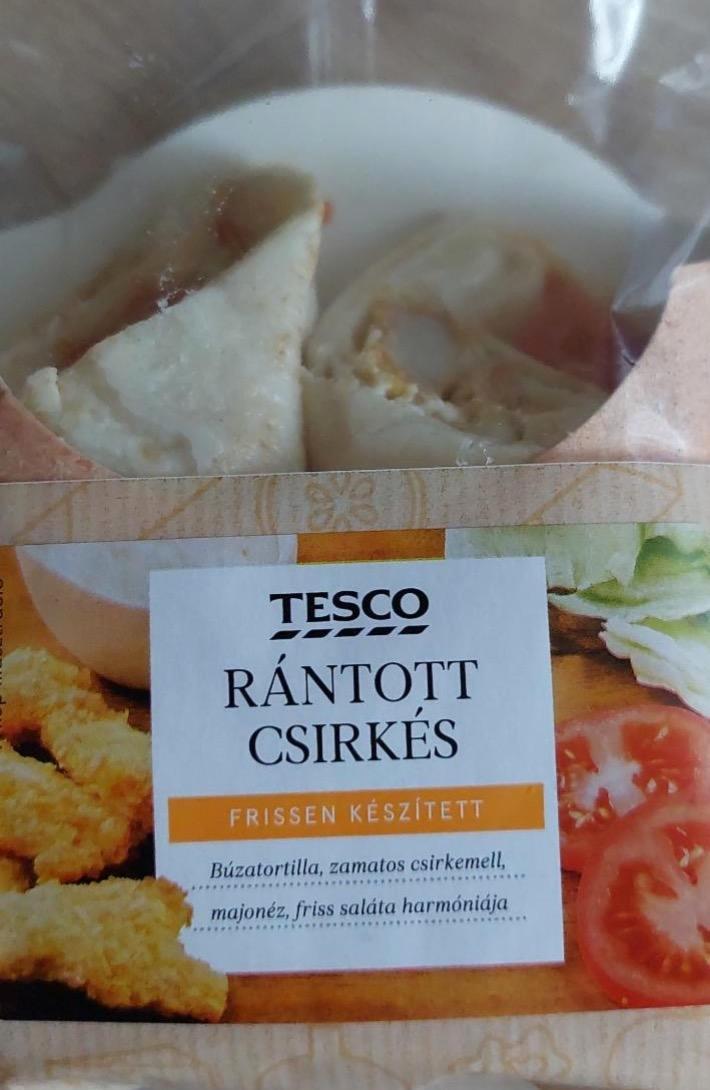 TESCO
RÁNTOTT
CSIRKÉS
FRISSEN KÉSZÍTETT
Búzatortilla, zamatos csirkemell,
majonéz, friss saláta harmóniája